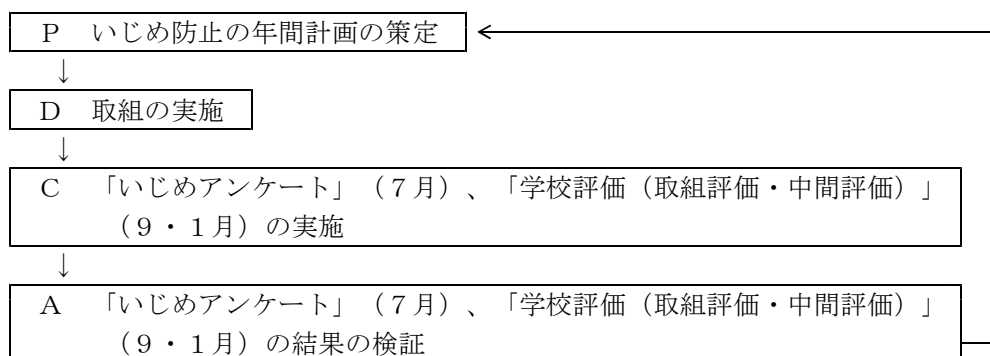 P いじめ防止の年間計画の策定
↓
D 取組の実施
↓
C 「いじめアンケート」（７月）、「学校評価（取組評価・中間評価）」
（９・１月）の実施
↓
A 「いじめアンケート」（７月）、「学校評価（取組評価・中間評価）」
（９・１月）の結果の検証